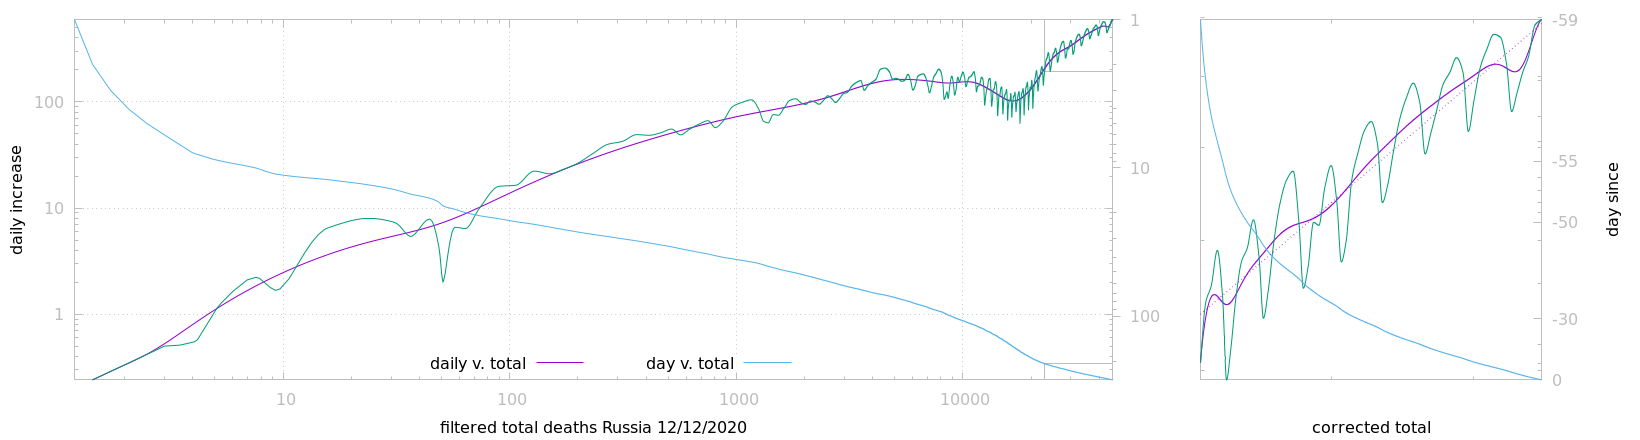 daily increase
100
10
1
daily v. total
day v. total
10
100
1000
10000
filtered total deaths Russia 12/12/2020
1
10
100
-59
-55
-50
-30
0
day since
corrected total